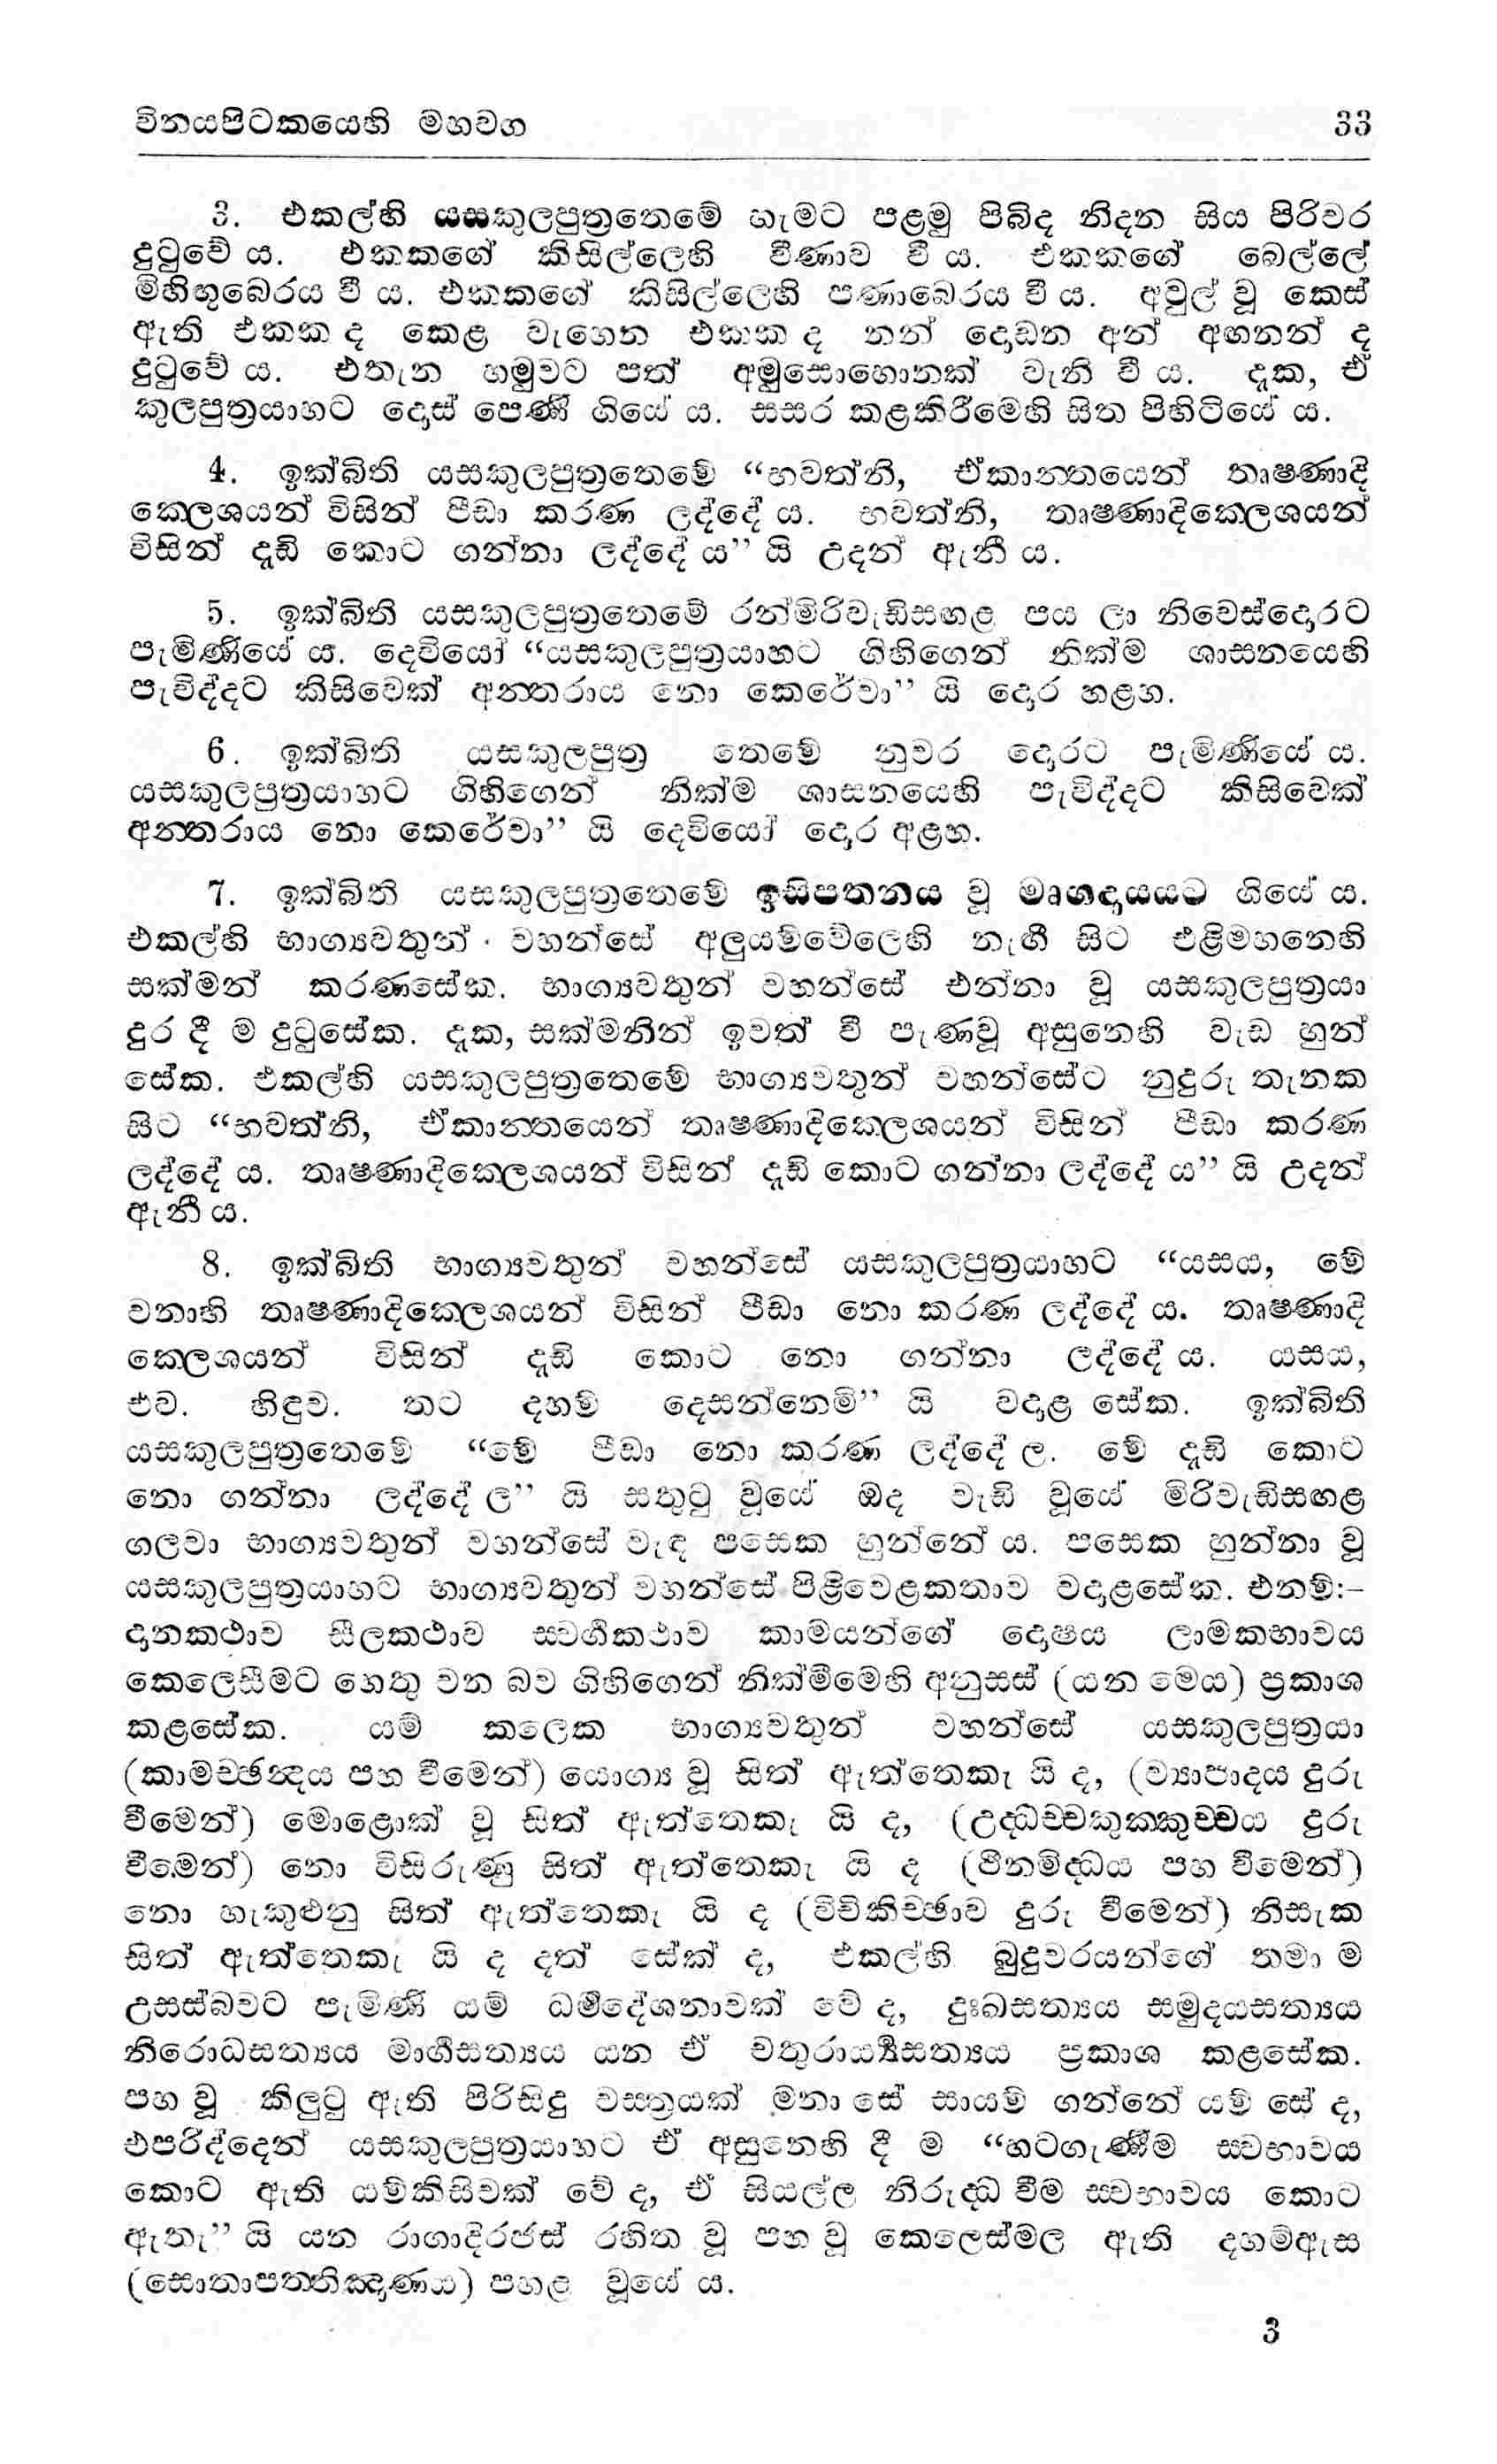 විනයපිටකයෙහි මහවග 33
3. එකල්හි යසකුලපුත්‍රතෙමේ හැමට පළමු පිබිද නිදන සිය පිරිවර
දුටුවේ ය. එකකගේ කිසිල්ලෙහි වීණාව වී ය. එකකගේ බෙල්ලේ
මිහිඟුබෙරය වී ය. එකකගේ කිසිල්ලෙහි පණාබෙරය වී ය. අවුල් වූ කෙස්
ඇති එකක ද කෙළ වැහෙන එකක ද නන් දොඩන අන් අඟනන් ද
දුටුවේ ය. එතැන හමුවට පත් අමුසොහොනක් වැනි වී ය. දැක, ඒ
කුලපුත්‍රයාහට දොස් පෙණී ගියේ ය. සසර කළකිරීමෙහි සිත පිහිටියේ ය.
4. ඉක්බිති යසකුලපුත්‍රතෙමේ “භවත්නි, ඒකාන්තයෙන් තෘෂ්ණාදි
කෙලශයන් විසින් පීඩා කරණ ලද්දේ ය. භවත්නි, තෘෂ්ණාදිකෙලශයන්
විසින් දැඩි කොට ගන්නා ලද්දේ ය” යි උදන් ඇනී ය.
5. ඉක්බිති යසකුලපුත්‍රතෙමේ රන්මිරිවැඩිසඟළ පය ලා නිවෙස්දොරට
පැමිණියේ ය. දෙවියෝ “යසකුලපුත්‍රයාහට ගිහිගෙන් නික්ම ශාසනයෙහි
පැවිද්දට කිසිවෙක් අන්තරාය නො කෙරේවා” යි දොර හළහ.
6. ඉක්බිති යසකුලපුත්‍ර තෙමේ නුවර දොරට පැමිණියේ ය.
යසකුලපුත්‍රයාහට ගිහිගෙන් නික්ම ශාසනයෙහි පැවිද්දට කිසිවෙක්
අන්තරාය නො කෙරේවා” යි දෙවියෝ දොර අළහ.
7. ඉක්බිති යසකුලපුත්‍රතෙමේ ඉසිපතනය වූ මෘගදායයට ගියේ ය.
එකල්හි භාග්‍යවතුන් වහන්සේ අලුයම්වේලෙහි නැඟී සිට එළිමහනෙහි
සක්මන් කරණසේක. භාග්‍යවතුන් වහන්සේ එන්නා වූ යසකුලපුත්‍රයා
දුර දී ම දුටුසේක. දැක, සක්මනින් ඉවත් වී පැණවූ අසුනෙහි වැඩ හුන්
සේක. එකල්හි යසකුලපුත්‍රතෙමේ භාග්‍යවතුන් වහන්සේට නුදුරු තැනක
සිට “භවත්නි, ඒකාන්තයෙන් තෘෂ්ණාදිකෙලශයන් විසින් පීඩා කරණ
ලද්දේ ය. තෘෂ්ණාදිකෙලශයන් විසින් දැඩි කොට ගන්නා ලද්දේ ය” යි උදන්
ඇනී ය.
8. ඉක්බිති භාග්‍යවතුන් වහන්සේ යසකුලපුත්‍රයාහට “යසය, මේ
වනාහි තෘෂ්ණාදිකෙලශයන් විසින් පීඩා නො කරණ ලද්දේ ය. තෘෂ්ණාදි
කෙලශයන් විසින් දැඩි කොට නො ගන්නා ලද්දේ ය. යසය,
එව. හිඳුව. තට දහම් දෙසන්නෙමි” යි වදාළ සේක. ඉක්බිති
යසකුලපුත්‍රතෙමේ “මේ පීඩා නො කරණ ලද්දේ ල. මේ දැඩි කොට
නො ගන්නා ලද්දේ ල” යි සතුටු වූයේ ඔද වැඩි වූයේ මිරිවැඩිසඟළ
ගලවා භාග්‍යවතුන් වහන්සේ වැඳ පසෙක හුන්නේ ය. පසෙක හුන්නා වූ
යසකුලපුත්‍රයාහට භාග්‍යවතුන් වහන්සේ පිළිවෙළකතාව වදාළසේක. එනම්:–
දානකථාව සීලකථාව ස්වර්ගකථාව කාමයන්ගේ දොෂය ලාමකභාවය
කෙලෙසීමට හෙතු වන බව ගිහිගෙන් නික්මීමෙහි අනුසස් (යන මෙය) ප්‍රකාශ
කළසේක. යම් කලෙක භාග්‍යවතුන් වහන්සේ යසකුලපුත්‍රයා
(කාමච්ඡන්දය පහ වීමෙන්) යොග්‍ය වූ සිත් ඇත්තෙකැ යි ද, (ව්‍යාපාදය දුරු
වීමෙන්) මොළොක් වූ සිත් ඇත්තෙකැ යි ද, (උද්ධච්චකුක්කුච්චය දුරු
වීමෙන්) නො විසිරුණු සිත් ඇත්තෙකැ යි ද (ථීනමිද්ධය පහ වීමෙන්)
නො හැකුළුනු සිත් ඇත්තෙකැ යි ද (විචිකිච්ඡාව දුරු වීමෙන්) නිසැක
සිත් ඇත්තෙකැ යි ද දත් සේක් ද, එකල්හි බුදුවරයන්ගේ තමා ම
උසස්බවට පැමිණි යම් ධර්මදේශනාවක් වේ ද, දුඃඛසත්‍යය සමුදයසත්‍යය
නිරොධසත්‍යය මාර්ගසත්‍යය යන ඒ චතුරාර්‍ය්‍යසත්‍යය ප්‍රකාශ කළසේක.
පහ වූ කිලුටු ඇති පිරිසිදු වස්ත්‍රයක් මනා සේ සායම් ගන්නේ යම් සේ ද,
එපරිද්දෙන් යසකුලපුත්‍රයාහට ඒ අසුනෙහි දී ම “හටගැණීම ස්වභාවය
කොට ඇති යම්කිසිවක් වේ ද, ඒ සියල්ල නිරුද්ධ වීම ස්වභාවය කොට
ඇතැ” යි යන රාගාදිරජස් රහිත වූ පහ වූ කෙලෙස්මල ඇති දහම්ඇස
(සොතාපත්තිඤාණය) පහළ වූයේ ය.
3